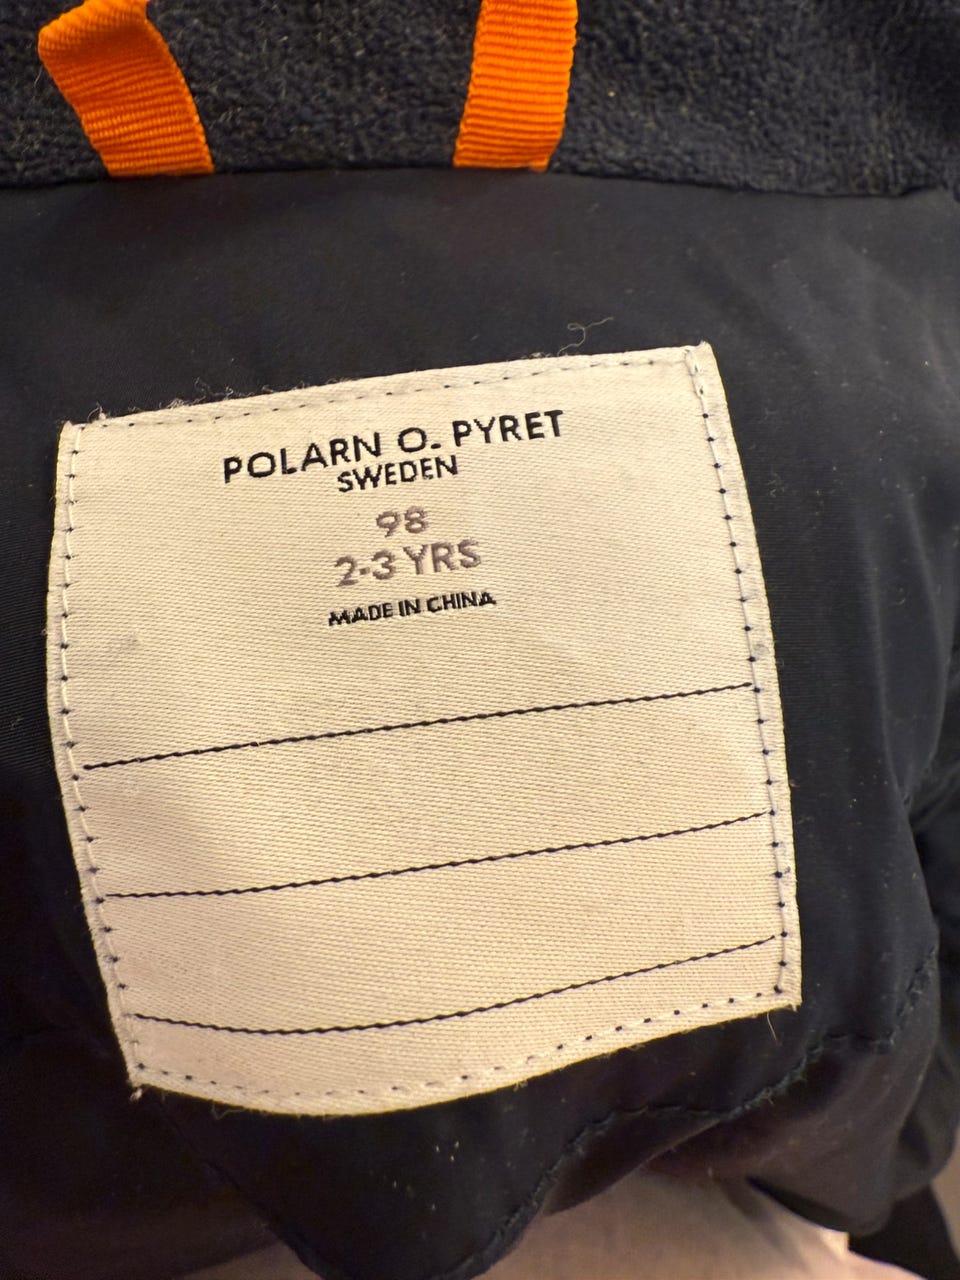 POLARN O. PYRET
SWEDEN
98
2-3 YRS
MADE IN CHINA